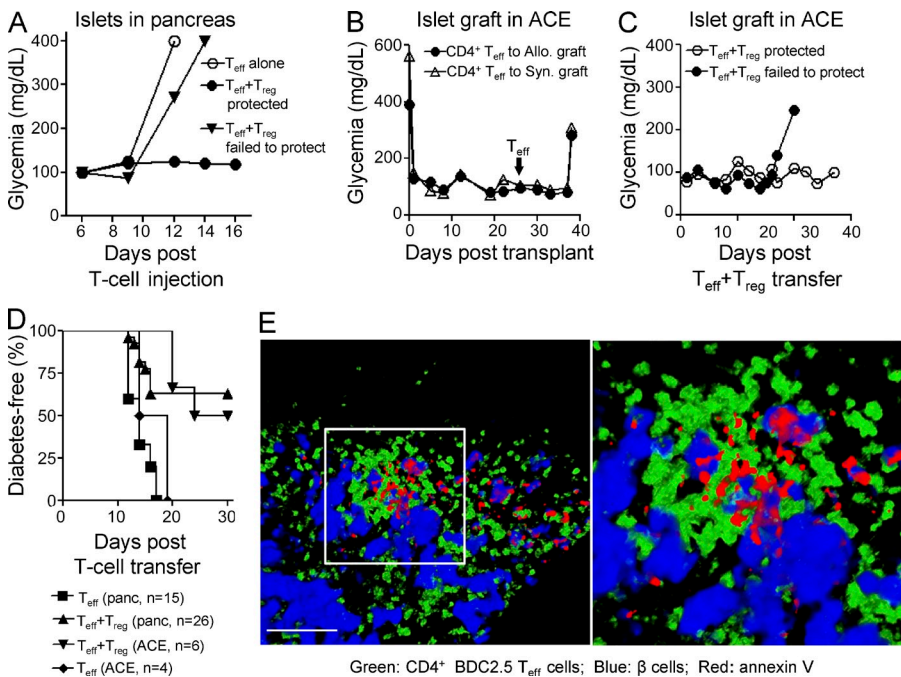 A
Islets in pancreas
Glycemia (mg/dL)
400
300
200
100
0
6 8 10 12 14 16
Days post
T-cell injection
Teff alone
Teff+Treg
protected
Teff+Treg
failed to protect
B
Islet graft in ACE
Glycemia (mg/dL)
600
400
200
0
0 10 20 30 40
Days post transplant
CD4+ Teff to Allo. graft
CD4+ Teff to Syn. graft
Teff
C
Islet graft in ACE
Glycemia (mg/dL)
400
300
200
100
0
0 10 20 30 40
Days post
Teff+Treg transfer
Teff+Treg protected
Teff+Treg failed to protect
D
Diabetes-free (%)
100
75
50
25
0
0 10 20 30
Days post
T-cell transfer
Teff (panc, n=15)
Teff+Treg (panc, n=26)
Teff+Treg (ACE, n=6)
Teff (ACE, n=4)
E
Green: CD4+ BDC2.5 Teff cells; Blue: β cells; Red: annexin V